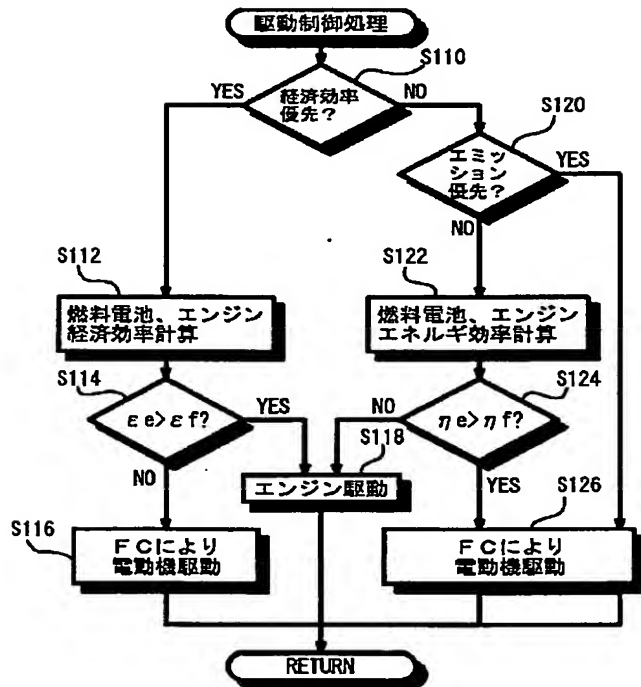 駆動制御処理
S110
経済効率
優先?
YES
NO
S120
エミッ
ション
優先?
YES
NO
S112
燃料電池、エンジン
経済効率計算
S122
燃料電池、エンジン
エネルギ効率計算
S114
εe>εf?
YES
NO
S124
ηe>ηf?
NO
YES
S118
エンジン駆動
S116
FCにより
電動機駆動
S126
FCにより
電動機駆動
RETURN